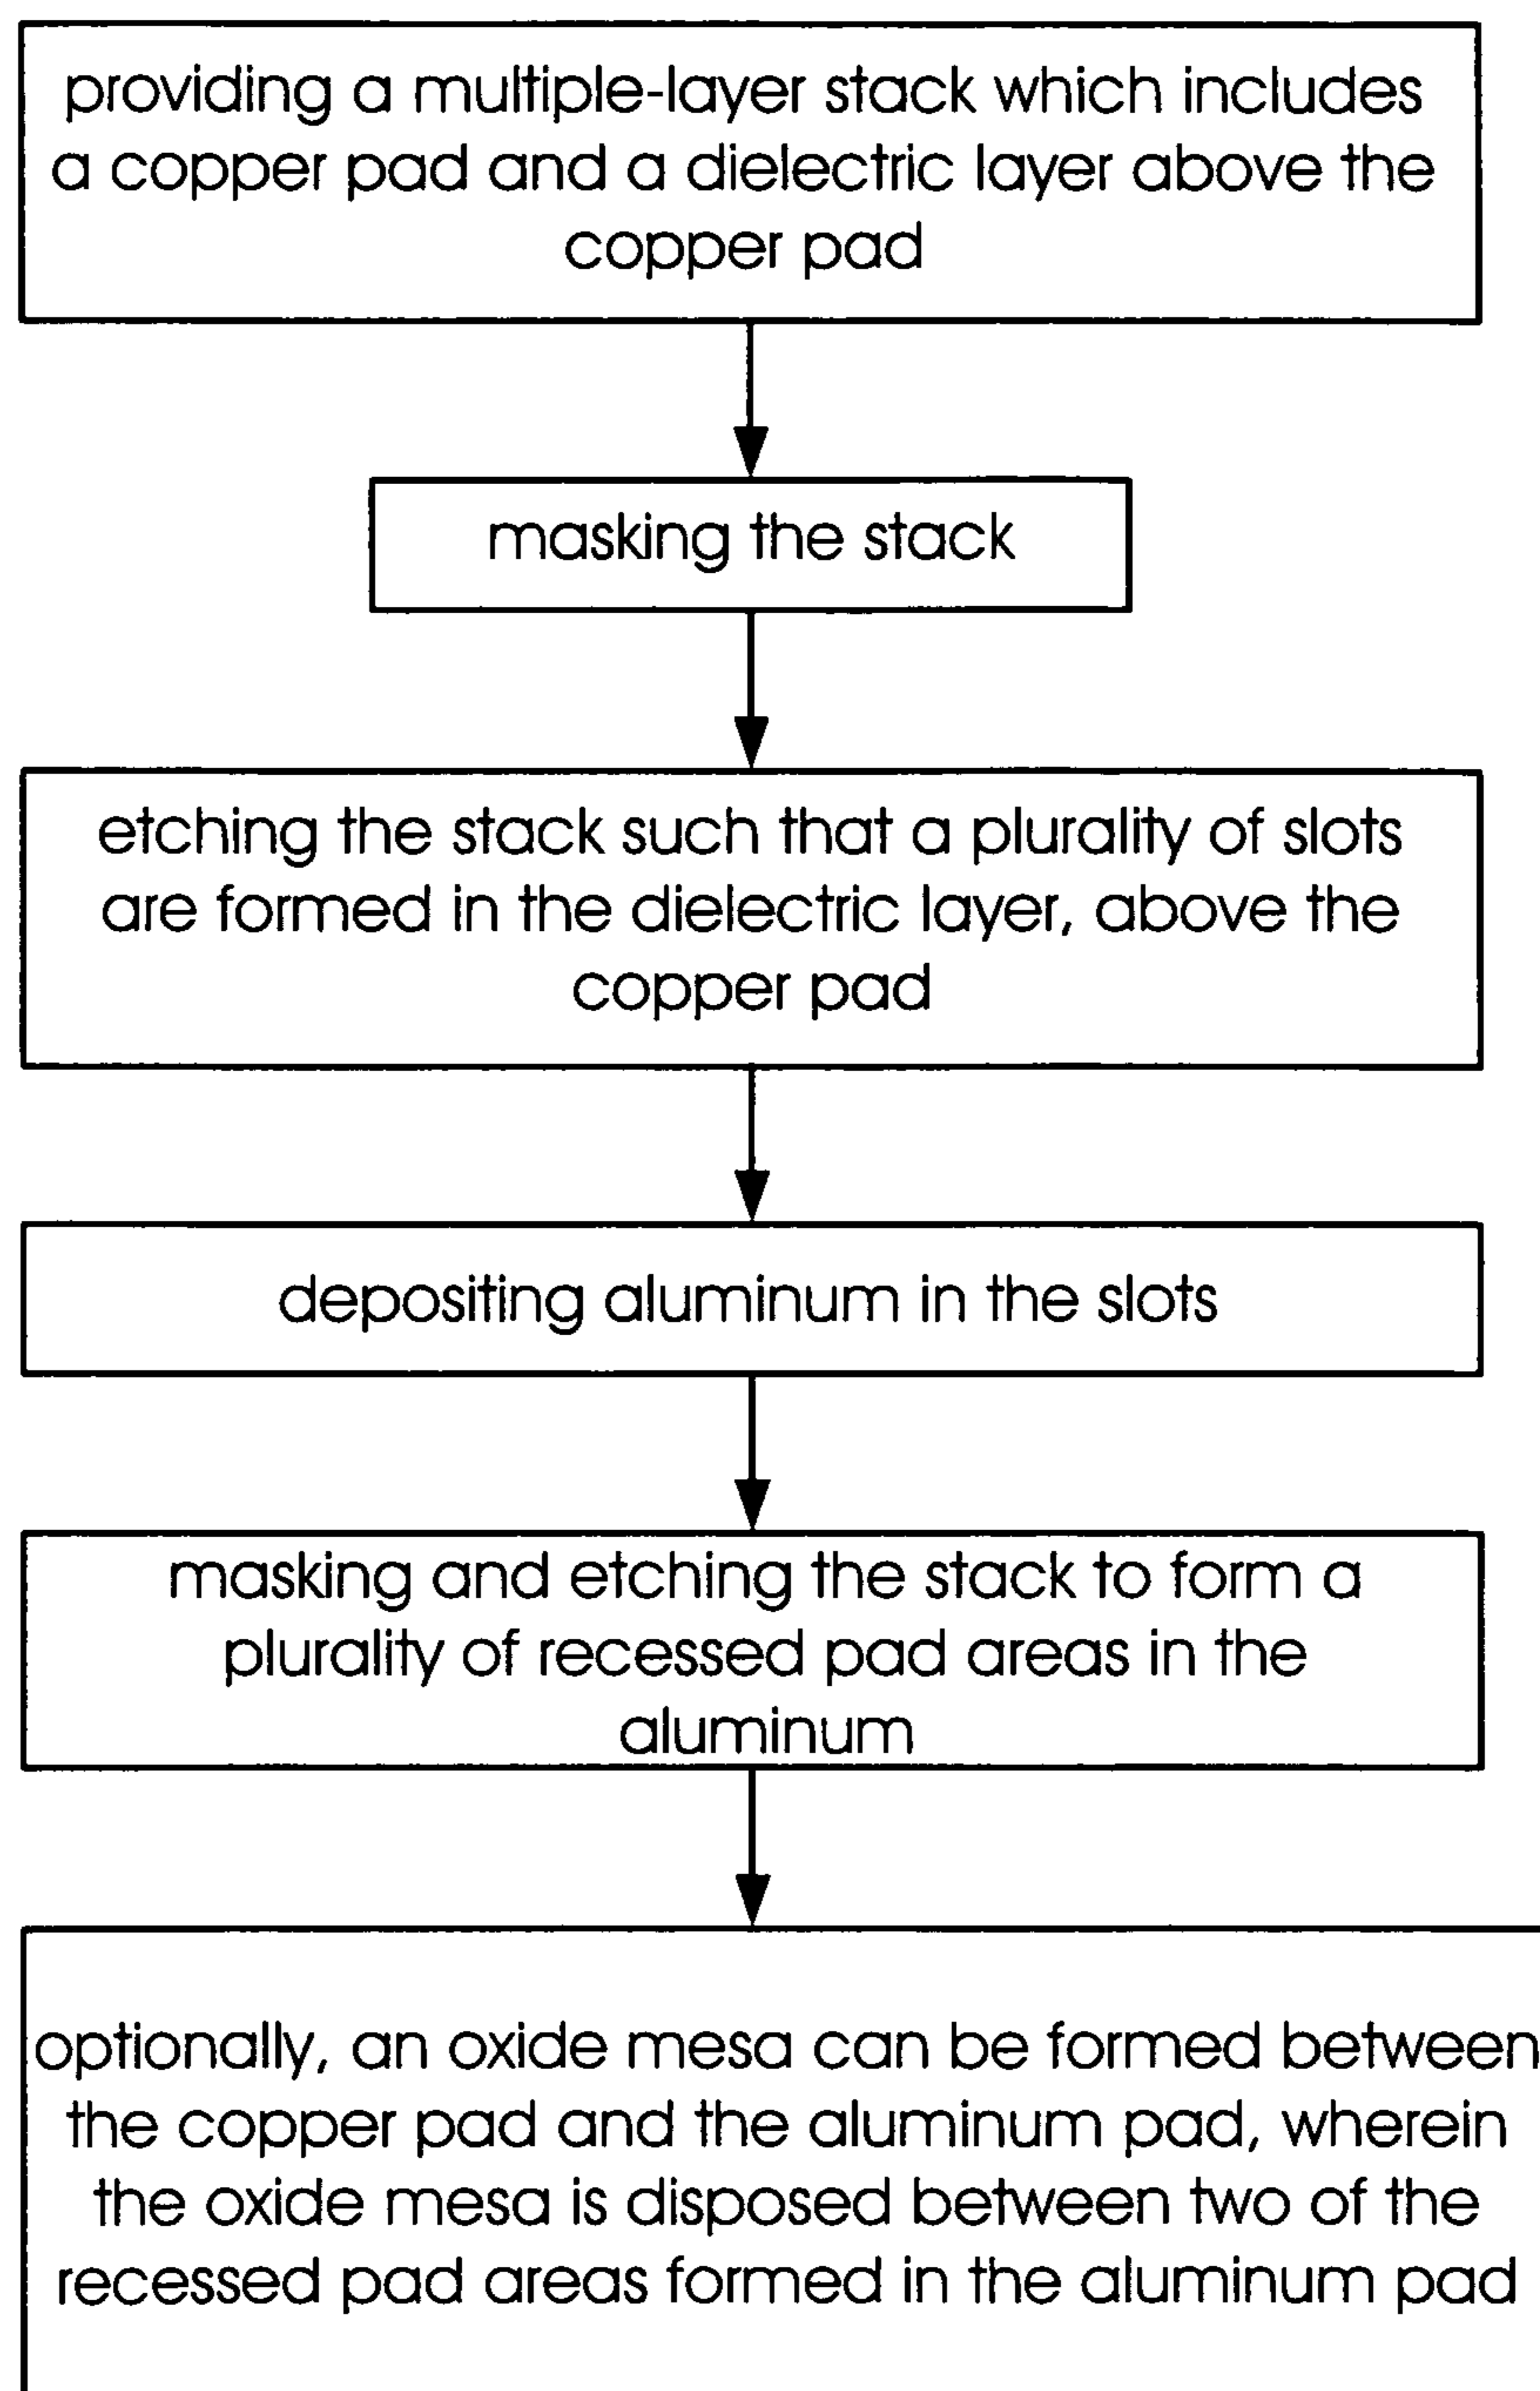 providing a multiple-layer stack which includes
a copper pad and a dielectric layer above the
copper pad
masking the stack
etching the stack such that a plurality of slots
are formed in the dielectric layer, above the
copper pad
depositing aluminum in the slots
masking and etching the stack to form a
plurality of recessed pad areas in the
aluminum
optionally, an oxide mesa can be formed between
the copper pad and the aluminum pad, wherein
the oxide mesa is disposed between two of the
recessed pad areas formed in the aluminum pad